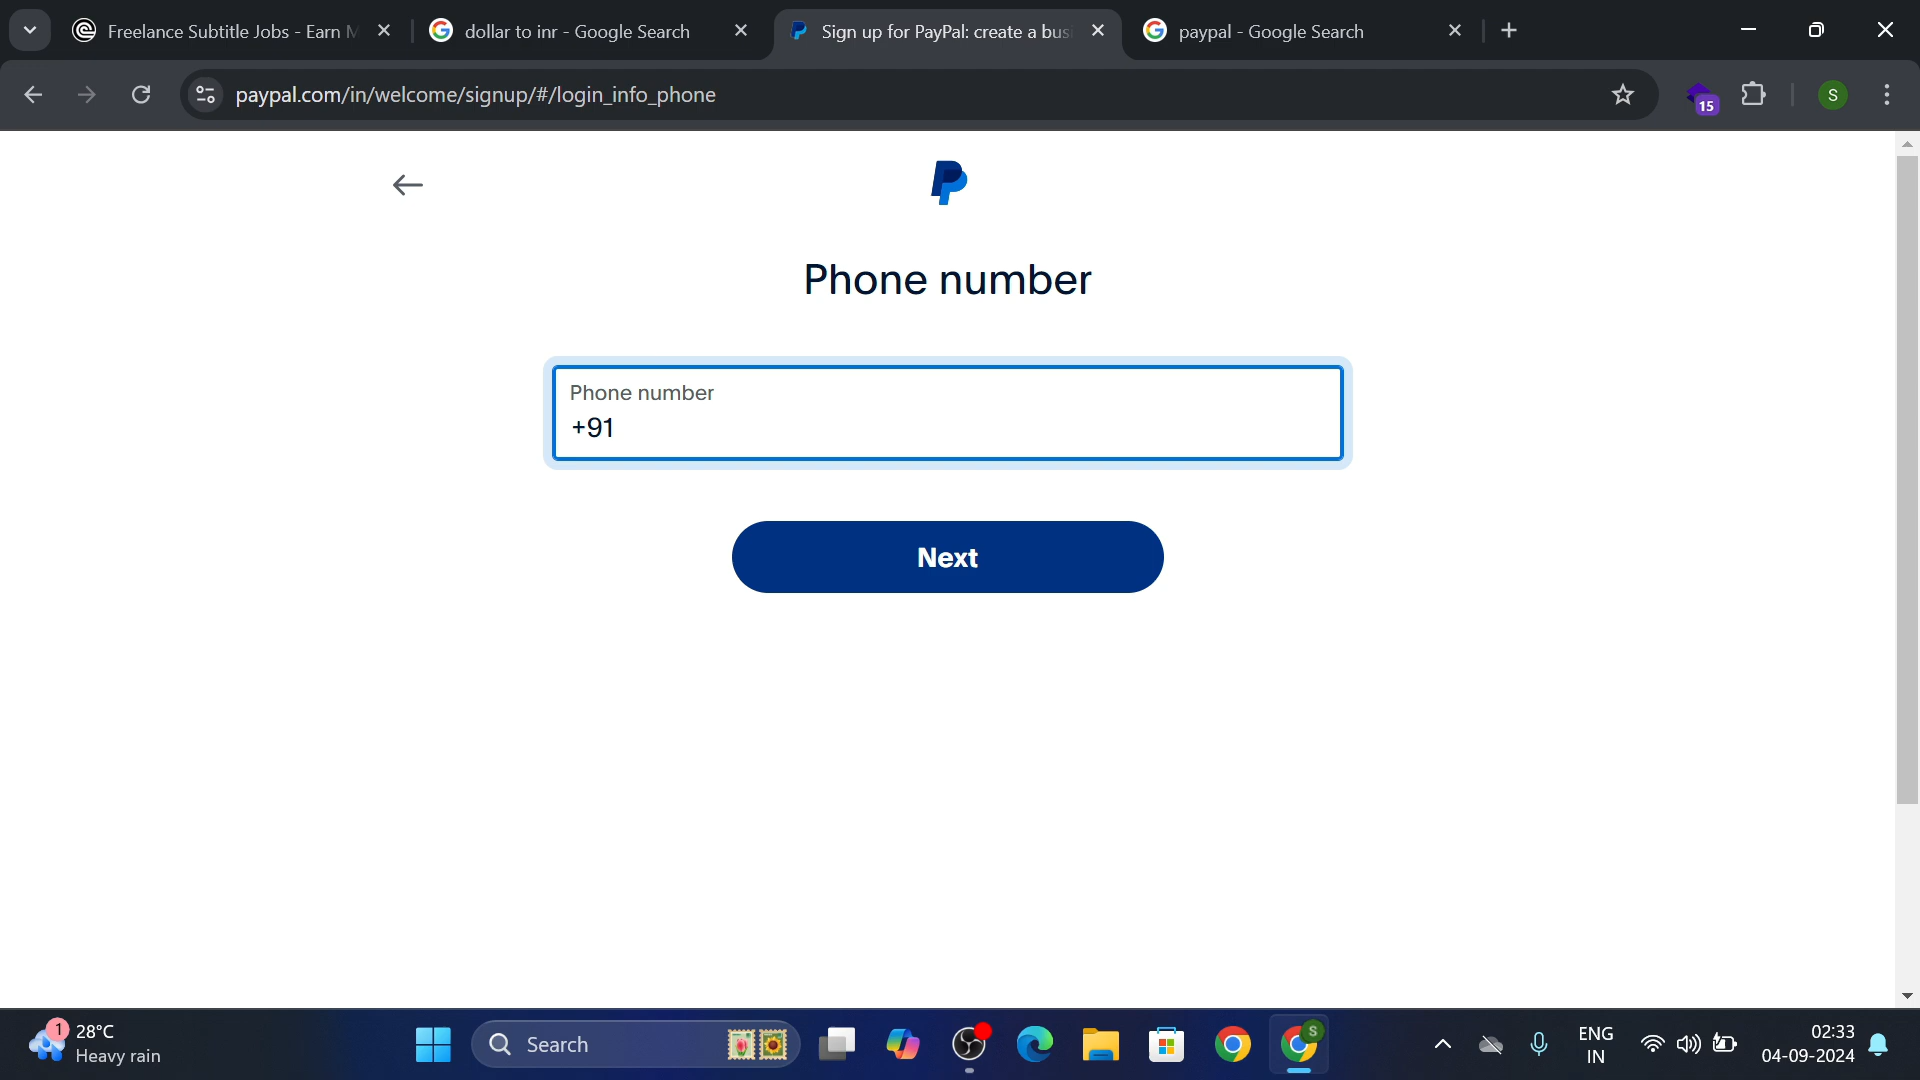 Freelance Subtitle Jobs - Earn M
dollar to inr - Google Search
Sign up for PayPal: create a busi
paypal - Google Search
paypal.com/in/welcome/signup/#/login_info_phone
15
S
Phone number
Phone number
+91
Next
1
28°C
Heavy rain
Search
S
ENG
IN
02:33
04-09-2024